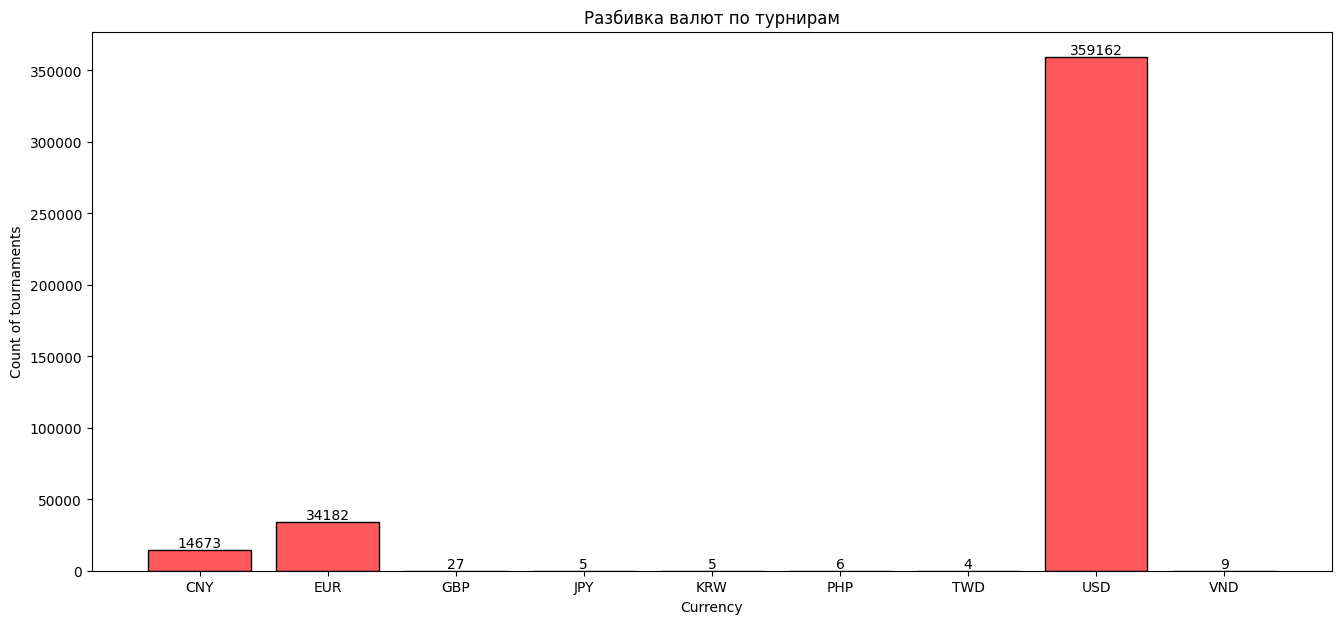 Разбивка валют по турнирам
Count of tournaments
350000
300000
250000
200000
150000
100000
50000
0
14673
34182
27
5
5
6
4
359162
9
CNY
EUR
GBP
JPY
KRW
PHP
TWD
USD
VND
Currency